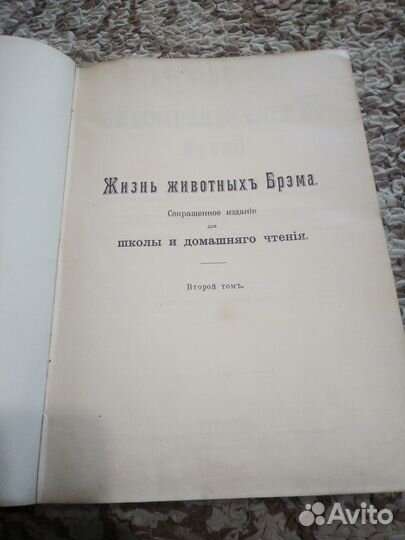 Жизнь животныхъ Брэма.
Сокращенное изданіе
для
школы и домашняго чтенія.
Второй томъ.
Avito